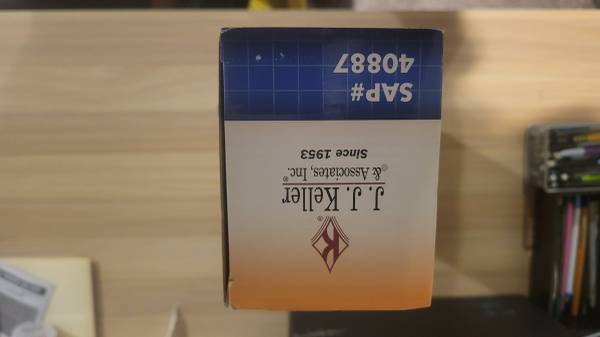 K®
J. J. Keller
& Associates, Inc.®
Since 1953
SAP#
40887